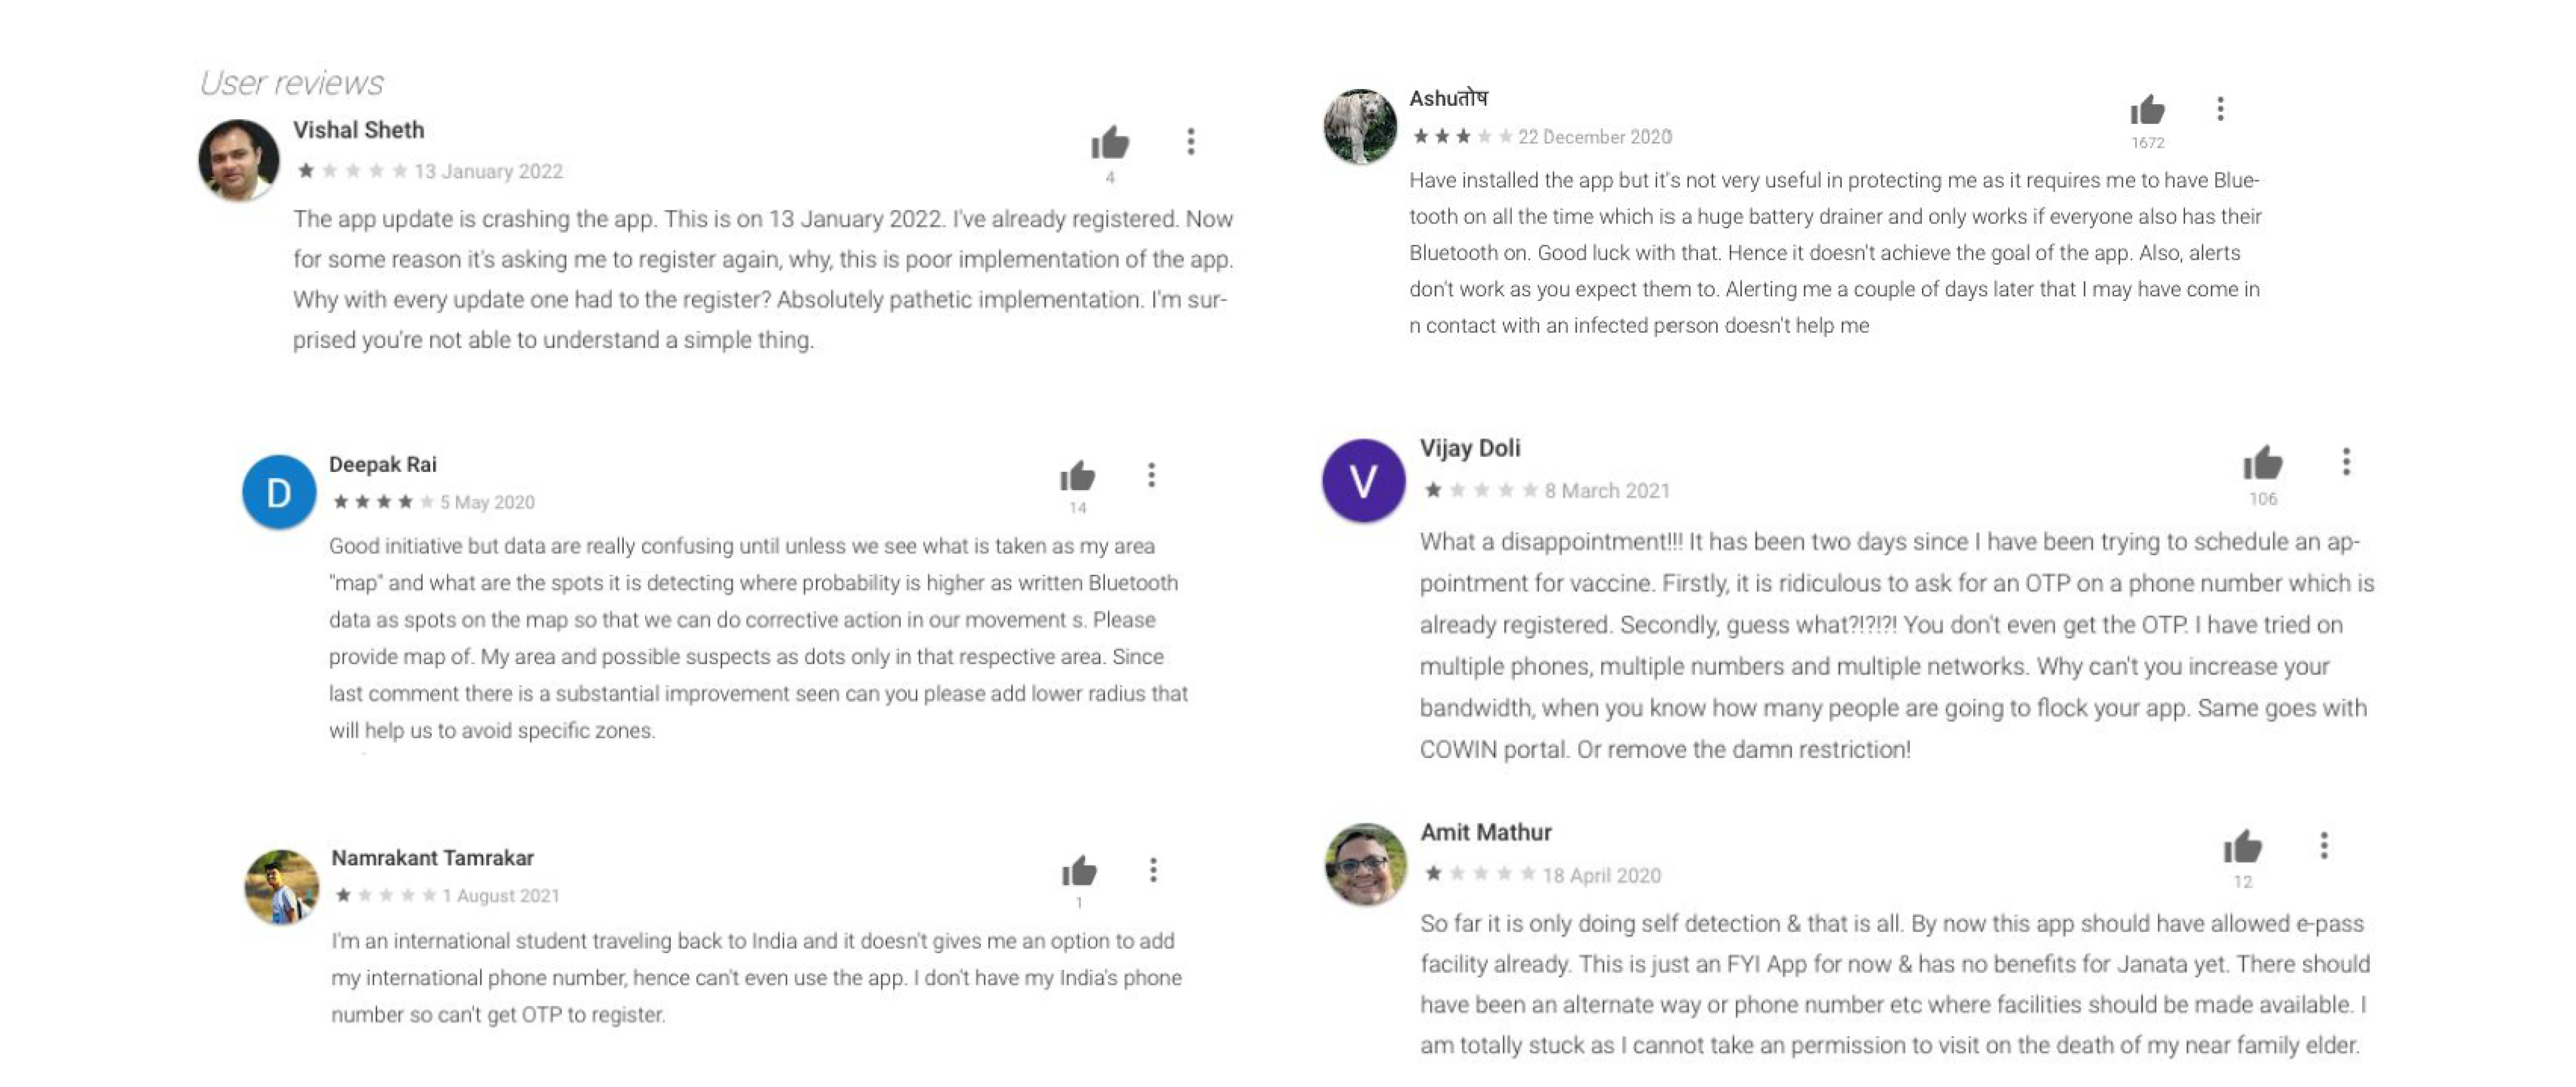 User reviews
Vishal Sheth
13 January 2022
4
The app update is crashing the app. This is on 13 January 2022. I've already registered. Now
for some reason it's asking me to register again, why, this is poor implementation of the app.
Why with every update one had to the register? Absolutely pathetic implementation. I'm sur-
prised you're not able to understand a simple thing.
Deepak Rai
5 May 2020
14
Good initiative but data are really confusing until unless we see what is taken as my area
"map" and what are the spots it is detecting where probability is higher as written Bluetooth
data as spots on the map so that we can do corrective action in our movement s. Please
provide map of. My area and possible suspects as dots only in that respective area. Since
last comment there is a substantial improvement seen can you please add lower radius that
will help us to avoid specific zones.
Namrakant Tamrakar
1 August 2021
1
I'm an international student traveling back to India and it doesn't gives me an option to add
my international phone number, hence can't even use the app. I don't have my India's phone
number so can't get OTP to register.
Ashuतोष
22 December 2020
1672
Have installed the app but it's not very useful in protecting me as it requires me to have Blue-
tooth on all the time which is a huge battery drainer and only works if everyone also has their
Bluetooth on. Good luck with that. Hence it doesn't achieve the goal of the app. Also, alerts
don't work as you expect them to. Alerting me a couple of days later that I may have come in
n contact with an infected person doesn't help me
V
Vijay Doli
8 March 2021
106
What a disappointment!!! It has been two days since I have been trying to schedule an ap-
pointment for vaccine. Firstly, it is ridiculous to ask for an OTP on a phone number which is
already registered. Secondly, guess what?!?!?! You don't even get the OTP. I have tried on
multiple phones, multiple numbers and multiple networks. Why can't you increase your
bandwidth, when you know how many people are going to flock your app. Same goes with
COWIN portal. Or remove the damn restriction!
Amit Mathur
18 April 2020
12
So far it is only doing self detection & that is all. By now this app should have allowed e-pass
facility already. This is just an FYI App for now & has no benefits for Janata yet. There should
have been an alternate way or phone number etc where facilities should be made available. I
am totally stuck as I cannot take an permission to visit on the death of my near family elder.